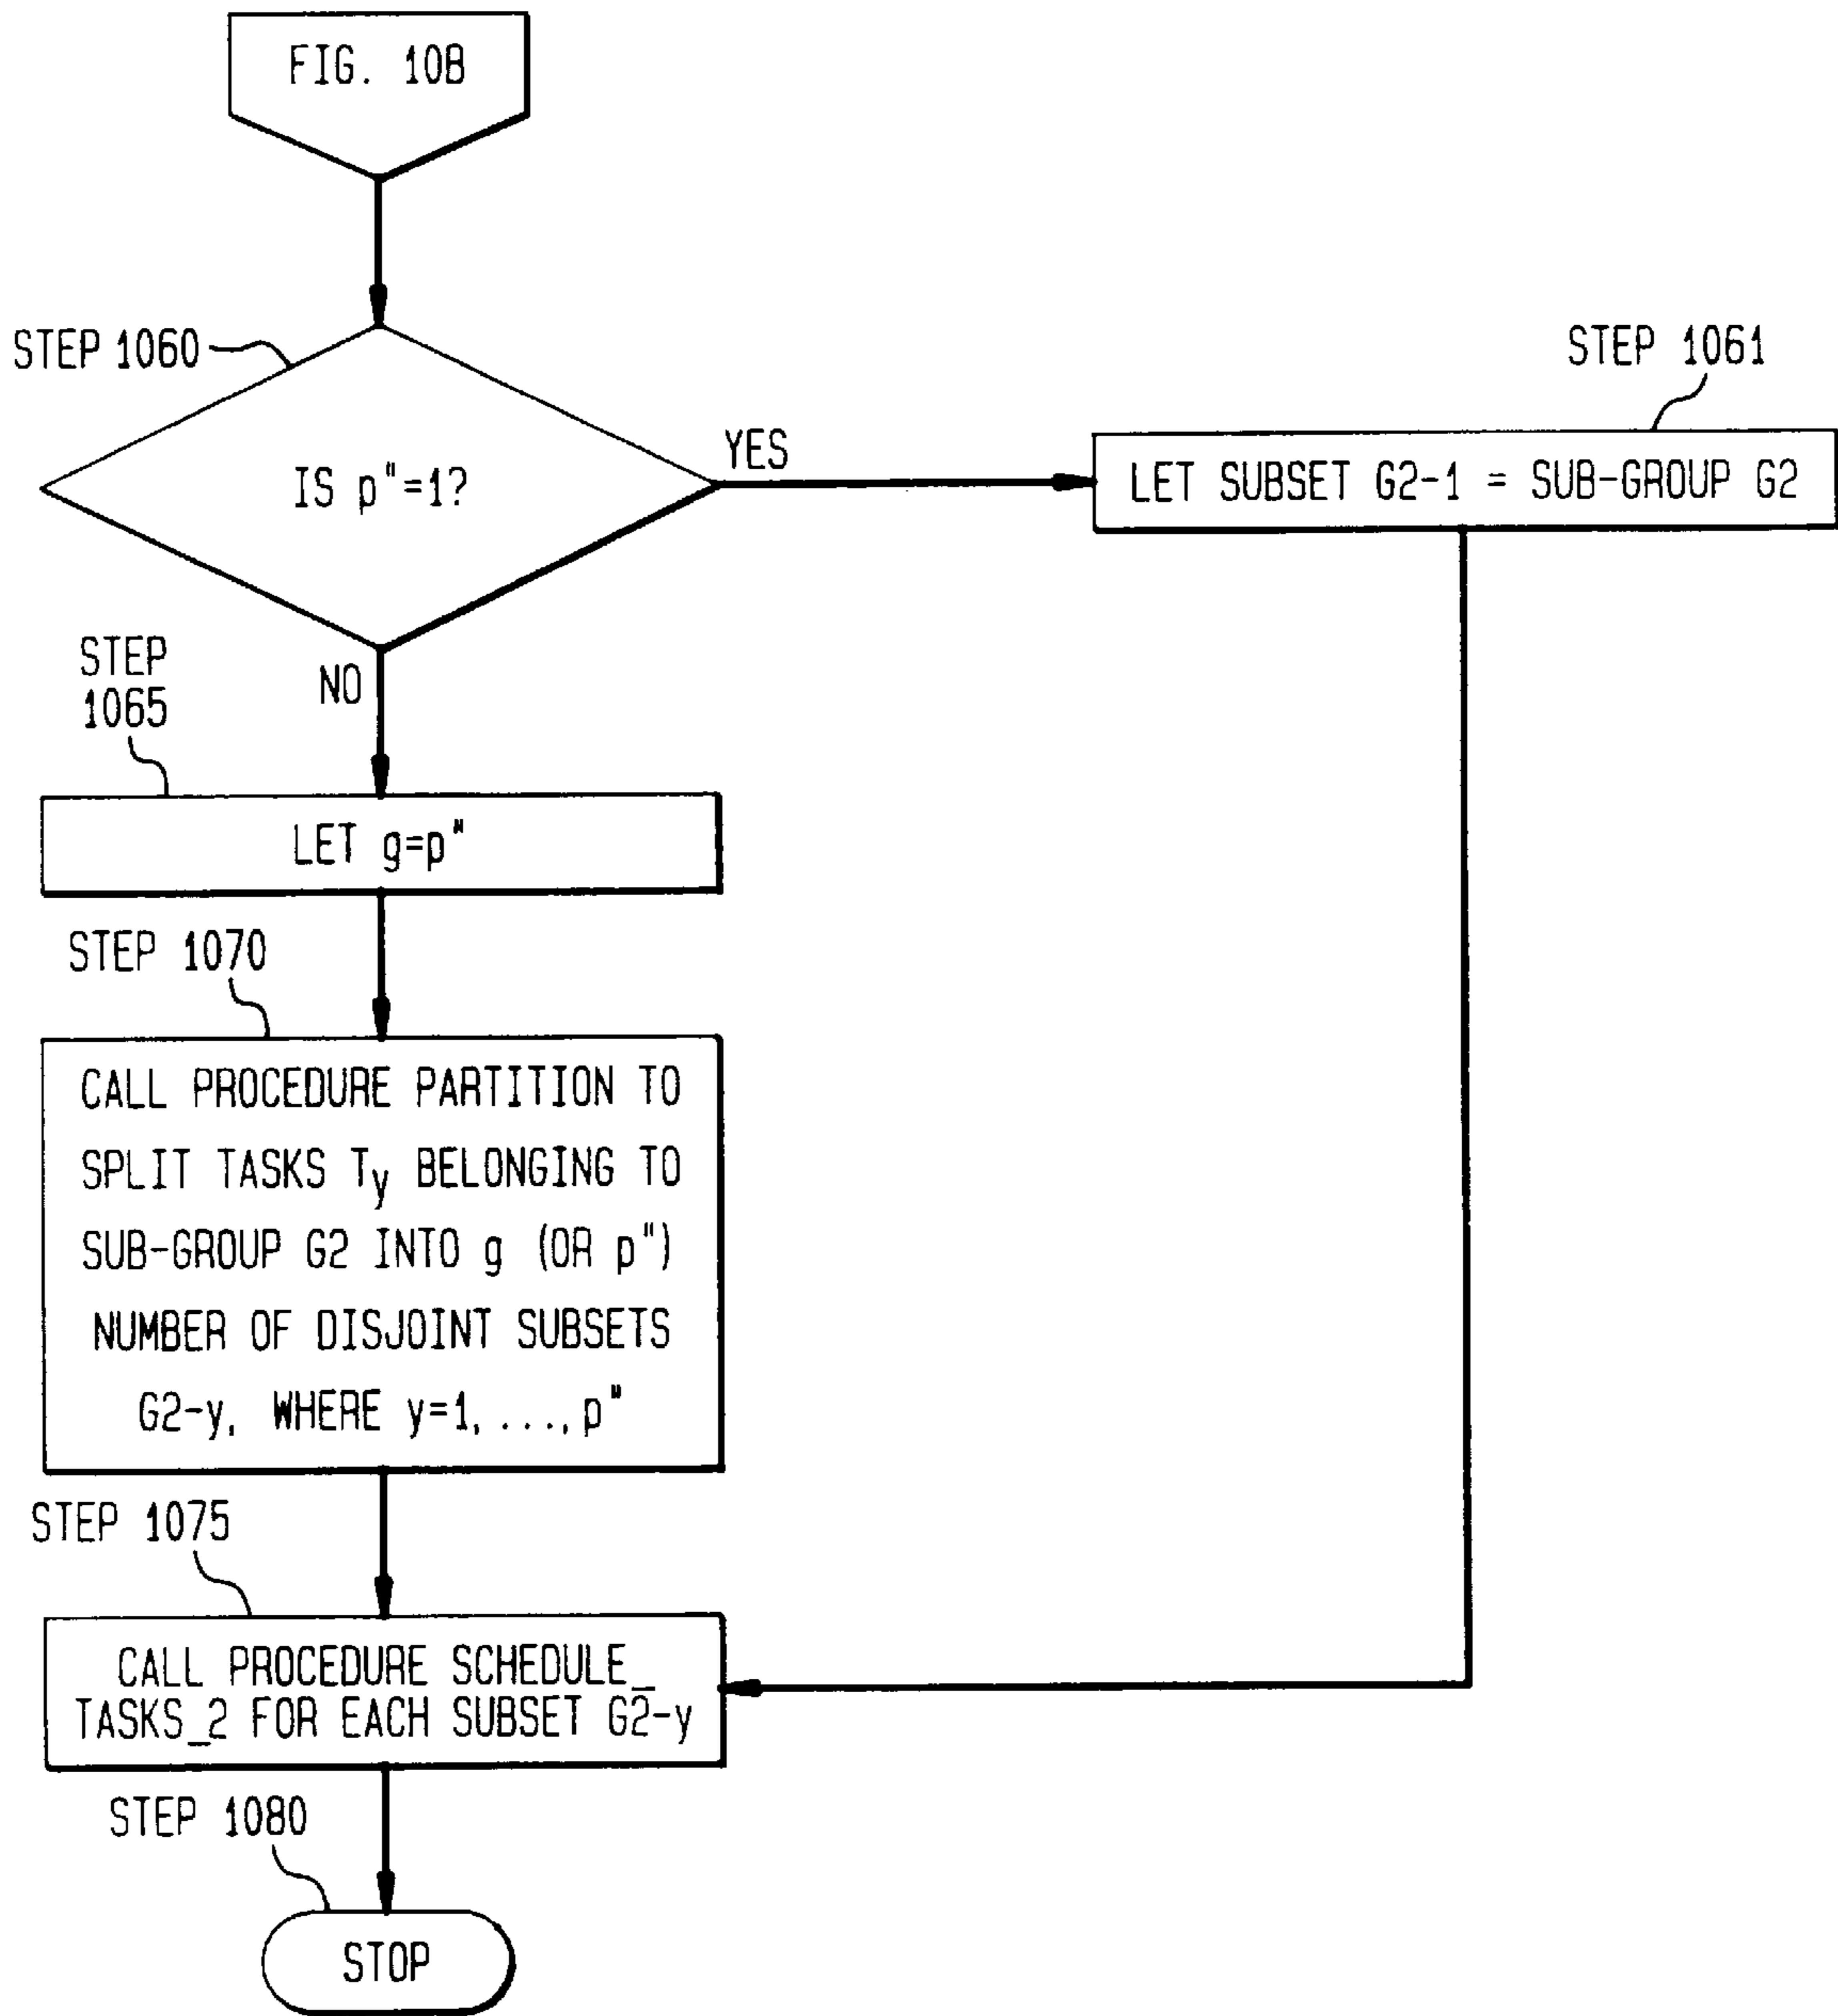 FIG. 10B
STEP 1060
STEP 1061
IS p"=1?
YES
LET SUBSET G2-1 = SUB-GROUP G2
NO
STEP
1065
LET g=p"
STEP 1070
CALL PROCEDURE PARTITION TO
SPLIT TASKS Ty BELONGING TO
SUB-GROUP G2 INTO g (OR p")
NUMBER OF DISJOINT SUBSETS
G2-y, WHERE y=1, ..., p"
STEP 1075
CALL PROCEDURE SCHEDULE_
TASKS_2 FOR EACH SUBSET G2-y
STEP 1080
STOP